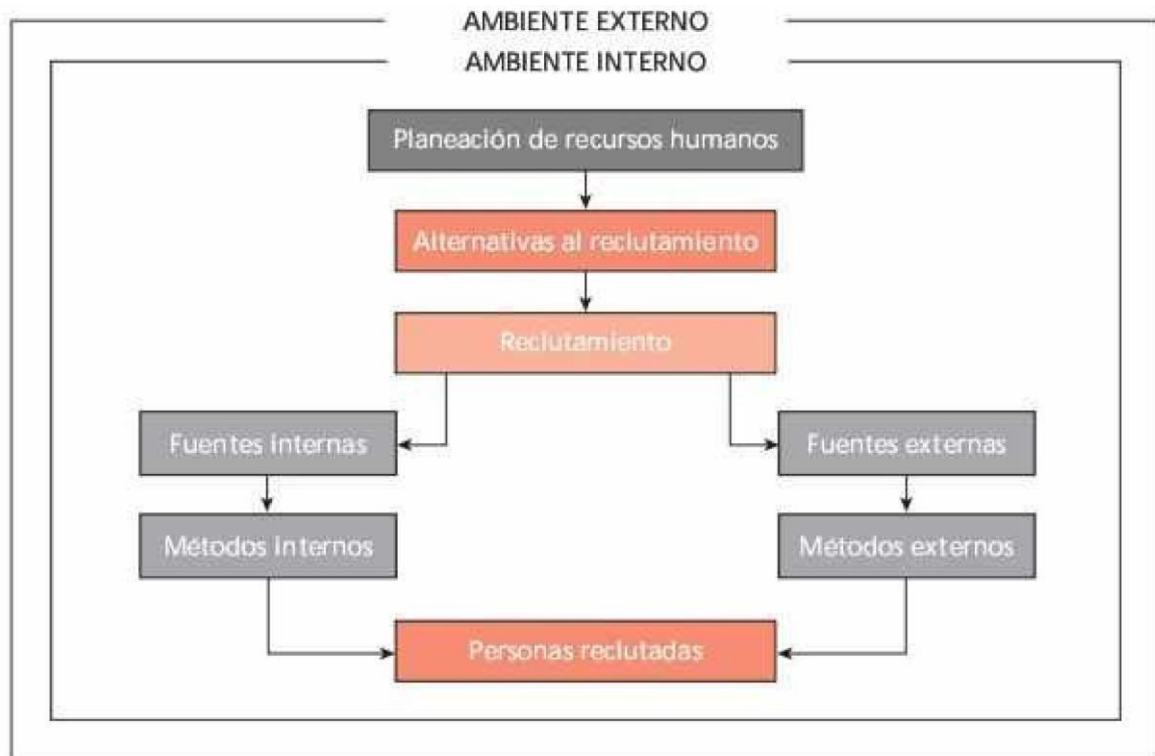 AMBIENTE EXTERNO
AMBIENTE INTERNO
Planeación de recursos humanos
Alternativas al reclutamiento
Reclutamiento
Fuentes internas
Fuentes externas
Métodos internos
Métodos externos
Personas reclutadas